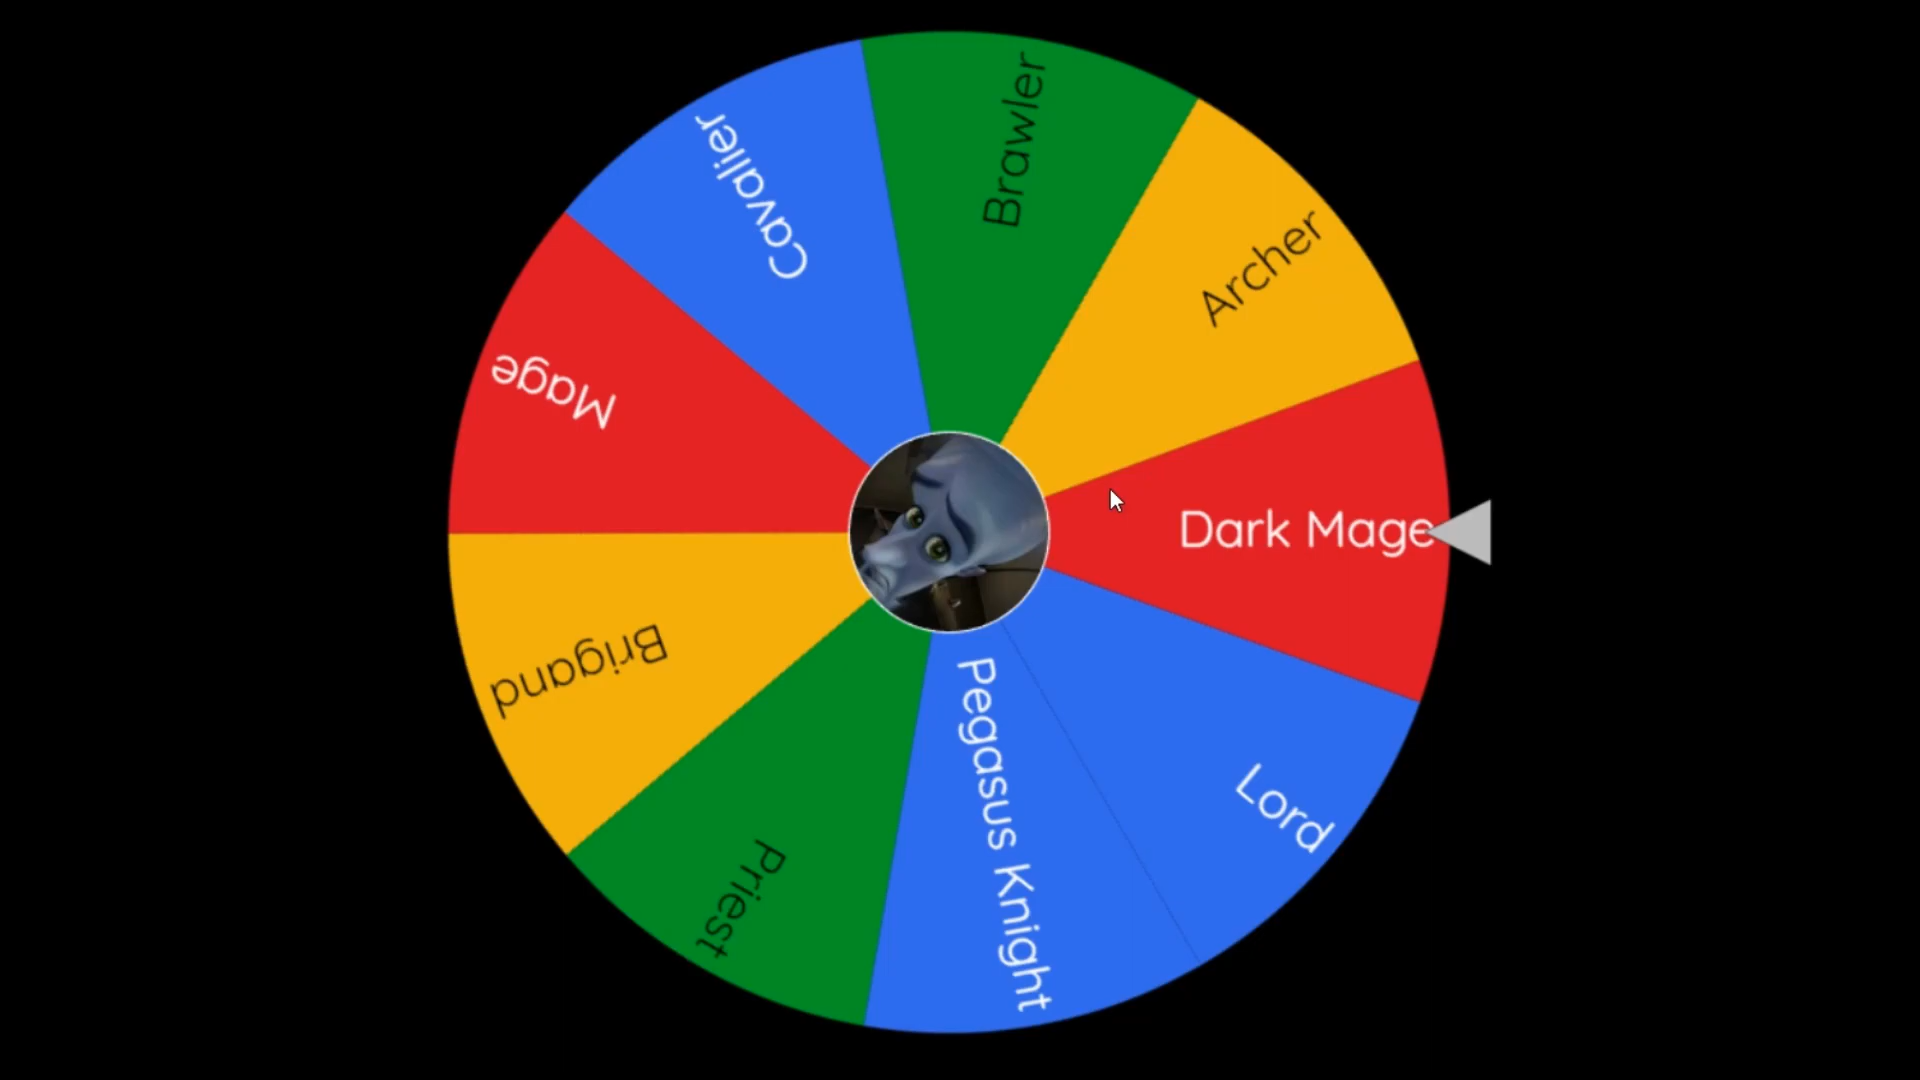 Brawler
Archer
Dark Mage
Lord
Pegasus Knight
Priest
Brigand
Mage
Cavalier